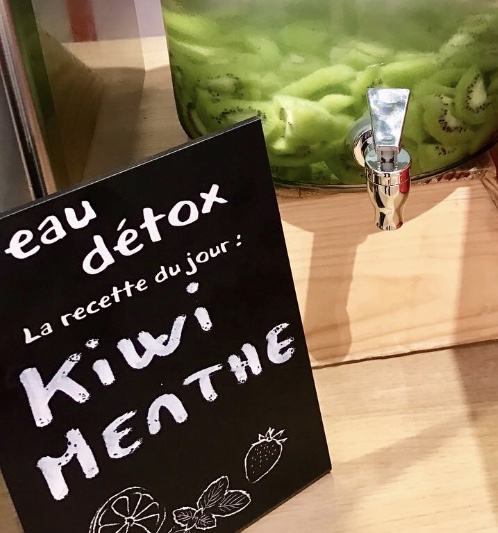 eau
détox
La recette du jour :
Kiwi
MENTHE